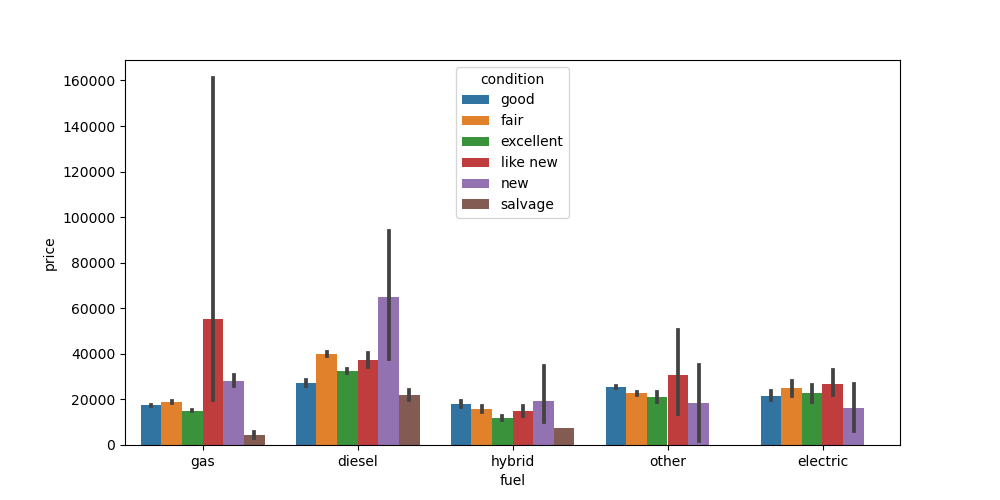 160000
140000
120000
100000
80000
60000
40000
20000
0
price
condition
good
fair
excellent
like new
new
salvage
gas diesel hybrid other electric
fuel